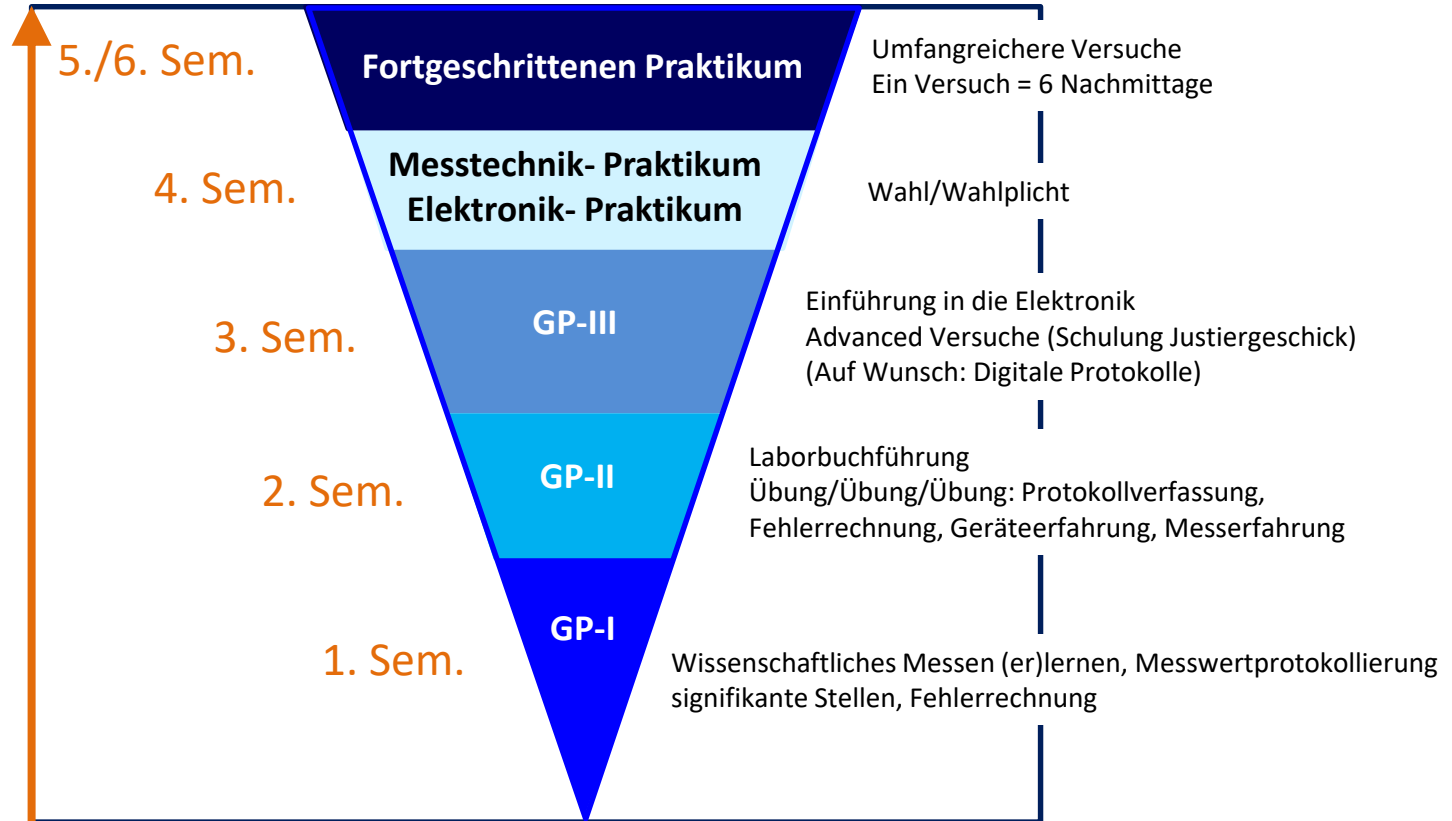 5./6. Sem.
Fortgeschrittenen Praktikum
Umfangreichere Versuche
Ein Versuch = 6 Nachmittage
4. Sem.
Messtechnik- Praktikum
Elektronik- Praktikum
Wahl/Wahlplicht
3. Sem.
GP-III
Einführung in die Elektronik
Advanced Versuche (Schulung Justiergeschick)
(Auf Wunsch: Digitale Protokolle)
2. Sem.
GP-II
Laborbuchführung
Übung/Übung/Übung: Protokollverfassung,
Fehlerrechnung, Geräteerfahrung, Messerfahrung
1. Sem.
GP-I
Wissenschaftliches Messen (er)lernen, Messwertprotokollierung
signifikante Stellen, Fehlerrechnung